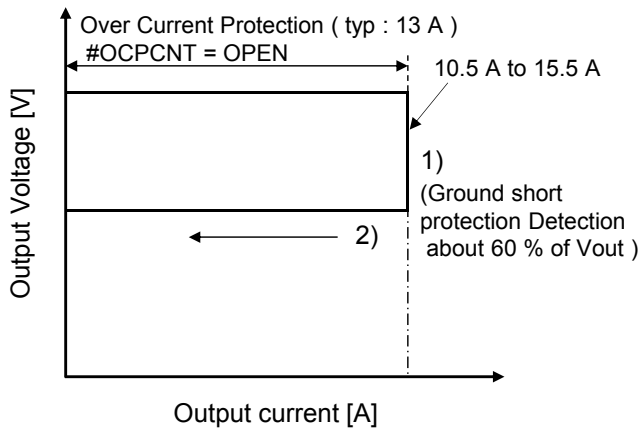 Over Current Protection ( typ : 13 A )
#OCPCNT = OPEN
10.5 A to 15.5 A
1)
(Ground short
protection Detection
about 60 % of Vout )
2)
Output Voltage [V]
Output current [A]